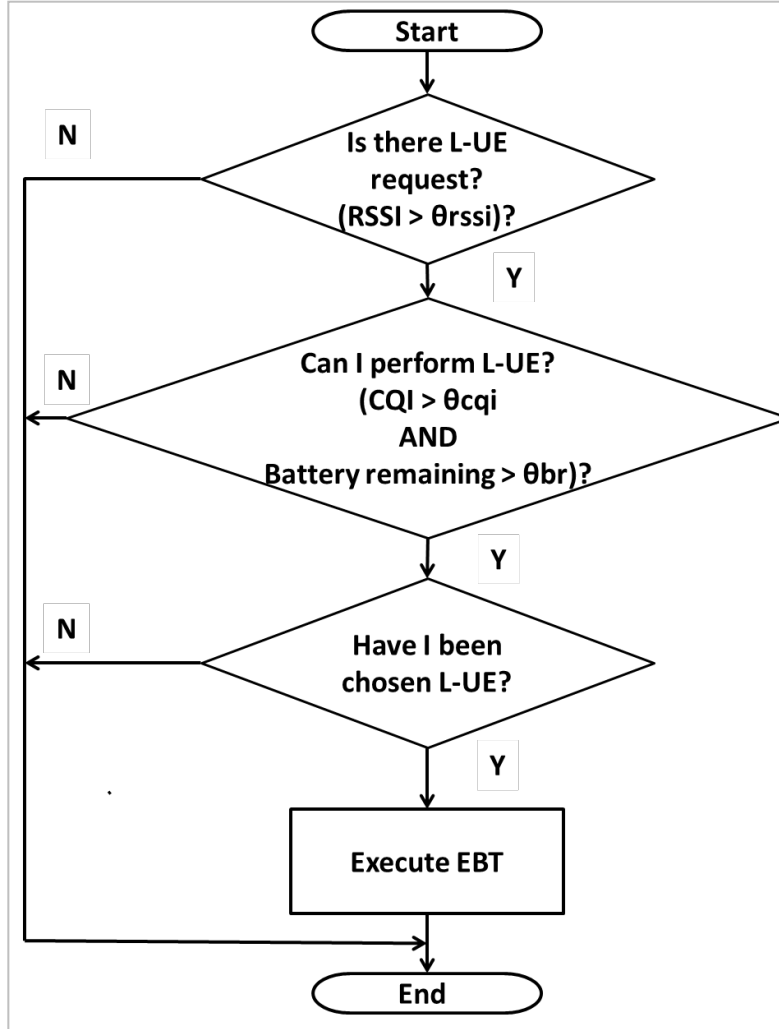 Start
N
Is there L-UE
request?
(RSSI > θrssi)?
Y
N
Can I perform L-UE?
(CQI > θcqi
AND
Battery remaining > θbr)?
Y
N
Have I been
chosen L-UE?
Y
Execute EBT
End